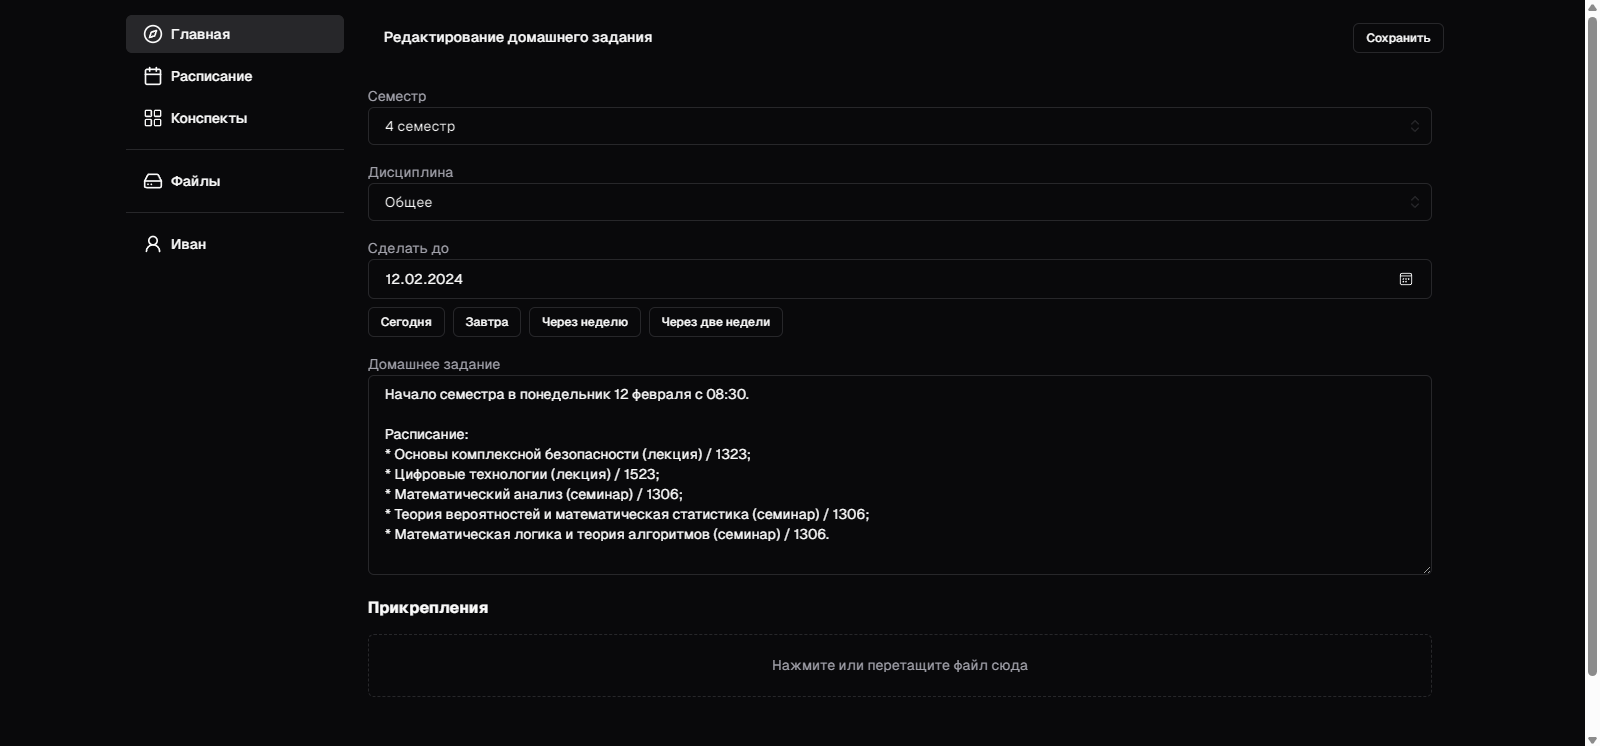 Главная
Расписание
Конспекты
Файлы
Иван
Редактирование домашнего задания
Сохранить
Семестр
4 семестр
Дисциплина
Общее
Сделать до
12.02.2024
Сегодня
Завтра
Через неделю
Через две недели
Домашнее задание
Начало семестра в понедельник 12 февраля с 08:30.
Расписание:
* Основы комплексной безопасности (лекция) / 1323;
* Цифровые технологии (лекция) / 1523;
* Математический анализ (семинар) / 1306;
* Теория вероятностей и математическая статистика (семинар) / 1306;
* Математическая логика и теория алгоритмов (семинар) / 1306.
Прикрепления
Нажмите или перетащите файл сюда